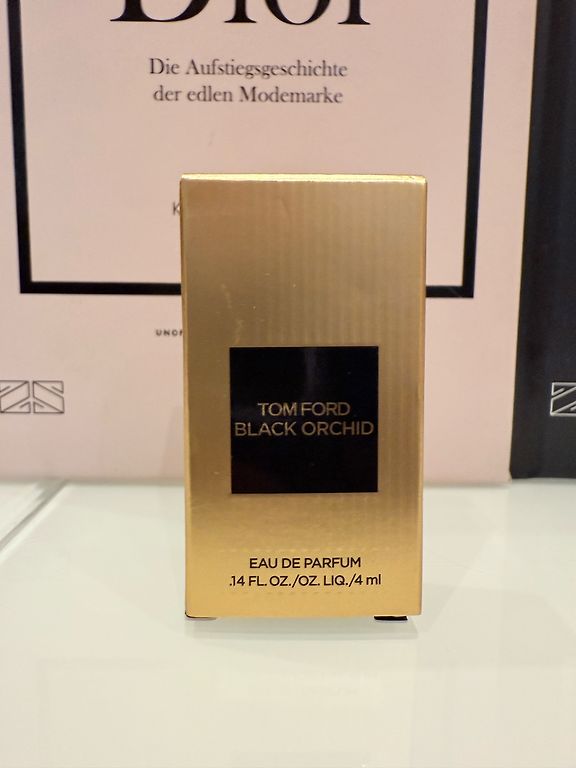 Dior
Die Aufstiegsgeschichte
der edlen Modemarke
TOM FORD
BLACK ORCHID
EAU DE PARFUM
.14 FL. OZ./OZ. LIQ./4 ml